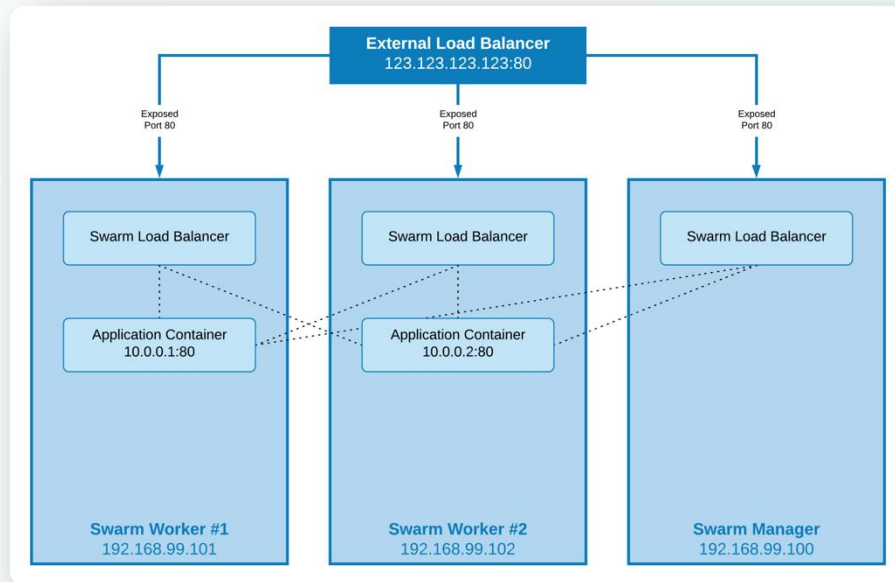 External Load Balancer
123.123.123.123:80
Exposed
Port 80
Exposed
Port 80
Exposed
Port 80
Swarm Load Balancer
Swarm Load Balancer
Swarm Load Balancer
Application Container
10.0.0.1:80
Application Container
10.0.0.2:80
Swarm Worker #1
192.168.99.101
Swarm Worker #2
192.168.99.102
Swarm Manager
192.168.99.100